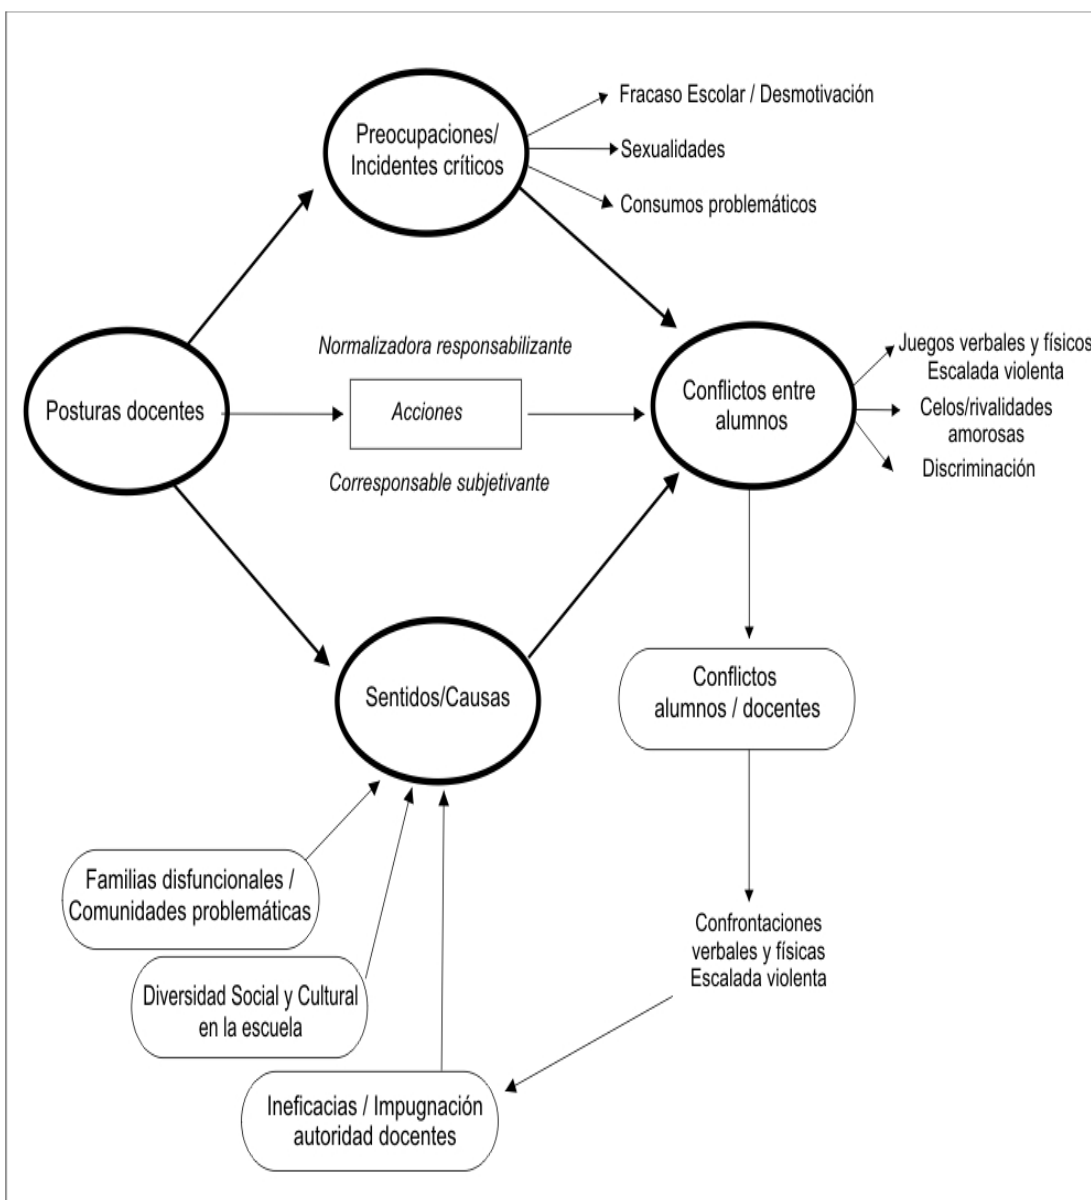 Preocupaciones/
Incidentes críticos
Fracaso Escolar / Desmotivación
Sexualidades
Consumos problemáticos
Posturas docentes
Normalizadora responsabilizante
Acciones
Corresponsable subjetivante
Conflictos entre
alumnos
Juegos verbales y físicos
Escalada violenta
Celos/rivalidades
amorosas
Discriminación
Sentidos/Causas
Conflictos
alumnos / docentes
Familias disfuncionales /
Comunidades problemáticas
Diversidad Social y Cultural
en la escuela
Confrontaciones
verbales y físicas
Escalada violenta
Ineficacias / Impugnación
autoridad docentes